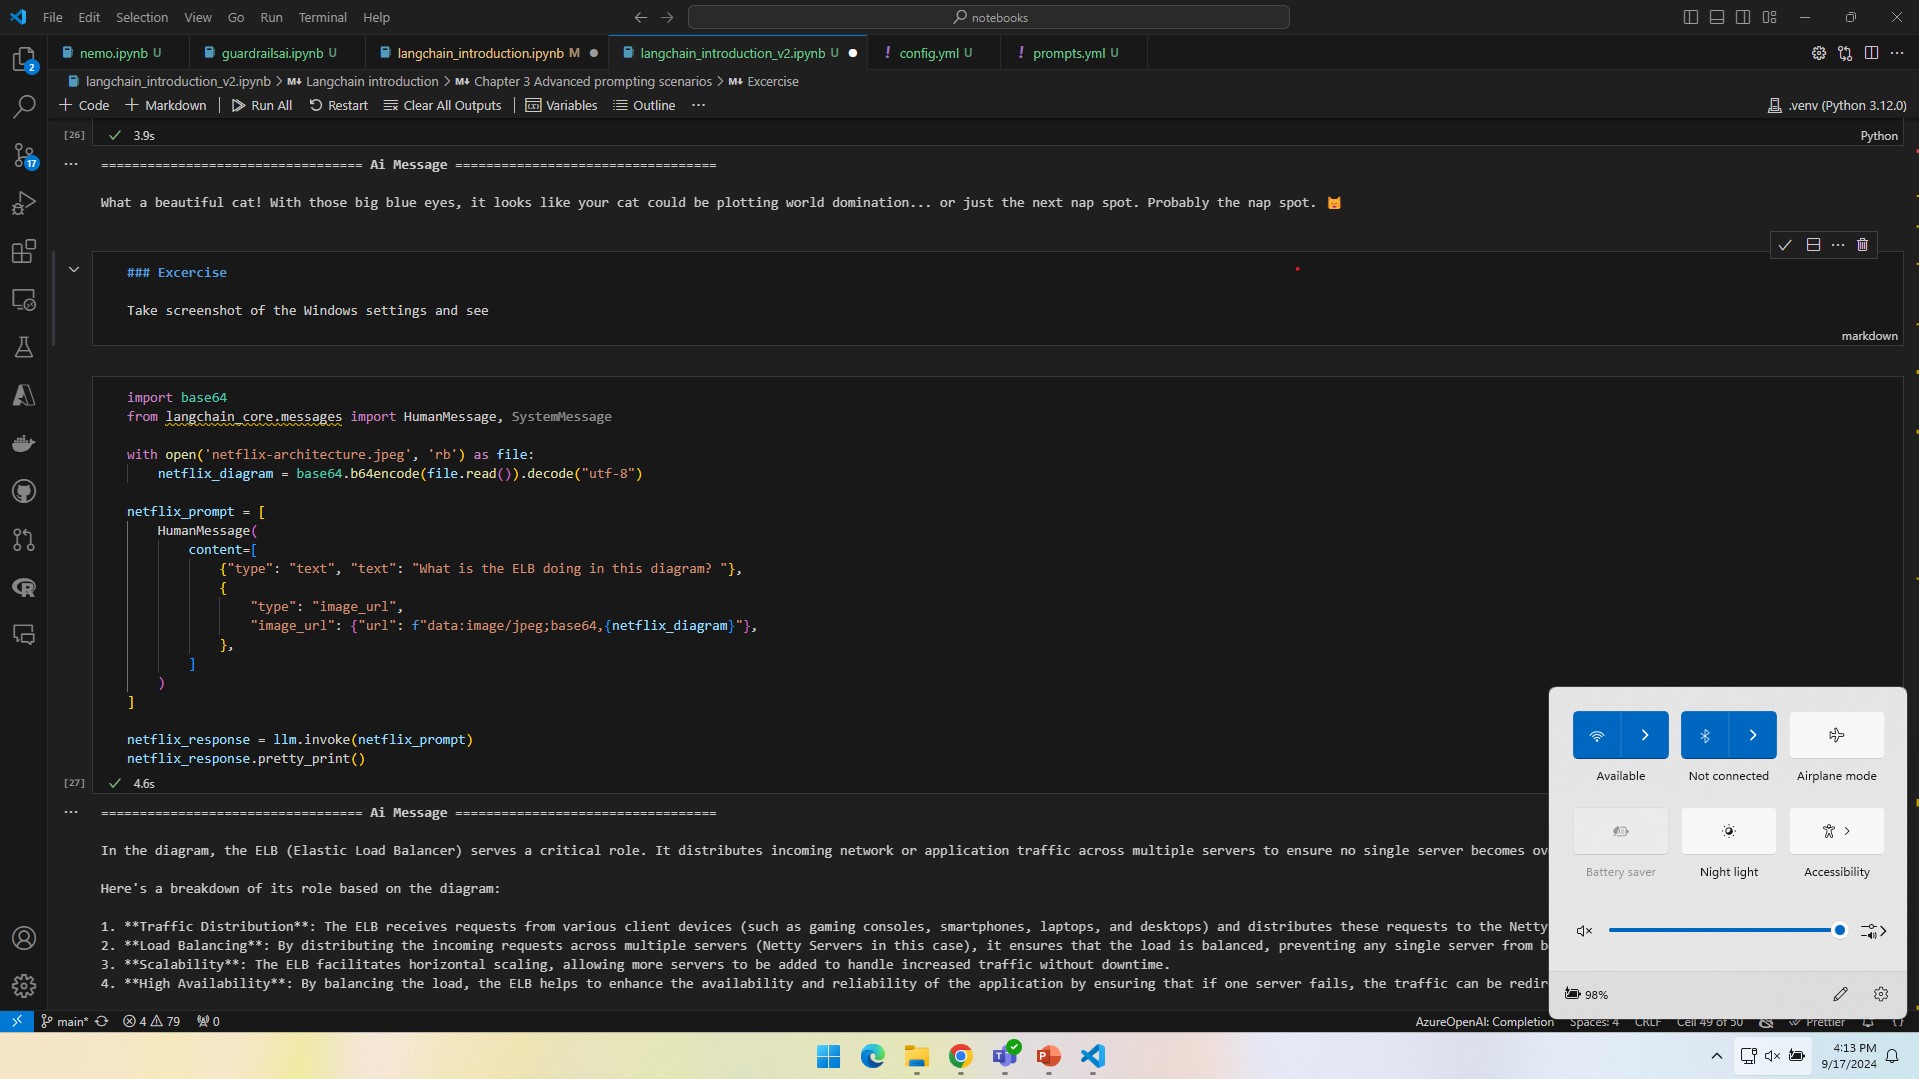 File Edit Selection View Go Run Terminal Help
notebooks
nemo.ipynb U
guardrailsai.ipynb U
langchain_introduction.ipynb M
langchain_introduction_v2.ipynb U
! config.yml U
! prompts.yml U
langchain_introduction_v2.ipynb > Langchain introduction > Chapter 3 Advanced prompting scenarios > Excercise
+ Code + Markdown Run All Restart Clear All Outputs Variables Outline ...
.venv (Python 3.12.0)
[26] 3.9s
Python
================================== Ai Message ==================================
What a beautiful cat! With those big blue eyes, it looks like your cat could be plotting world domination... or just the next nap spot. Probably the nap spot. 😼
### Excercise
Take screenshot of the Windows settings and see
markdown
import base64
from langchain_core.messages import HumanMessage, SystemMessage
with open('netflix-architecture.jpeg', 'rb') as file:
netflix_diagram = base64.b64encode(file.read()).decode("utf-8")
netflix_prompt = [
HumanMessage(
content=[
{"type": "text", "text": "What is the ELB doing in this diagram? "},
{
"type": "image_url",
"image_url": {"url": f"data:image/jpeg;base64,{netflix_diagram}"},
},
]
)
]
netflix_response = llm.invoke(netflix_prompt)
netflix_response.pretty_print()
[27] 4.6s
================================== Ai Message ==================================
In the diagram, the ELB (Elastic Load Balancer) serves a critical role. It distributes incoming network or application traffic across multiple servers to ensure no single server becomes ov
Here's a breakdown of its role based on the diagram:
1. **Traffic Distribution**: The ELB receives requests from various client devices (such as gaming consoles, smartphones, laptops, and desktops) and distributes these requests to the Netty
2. **Load Balancing**: By distributing the incoming requests across multiple servers (Netty Servers in this case), it ensures that the load is balanced, preventing any single server from b
3. **Scalability**: The ELB facilitates horizontal scaling, allowing more servers to be added to handle increased traffic without downtime.
4. **High Availability**: By balancing the load, the ELB helps to enhance the availability and reliability of the application by ensuring that if one server fails, the traffic can be redir
2
17
Available
Not connected
Airplane mode
Battery saver
Night light
Accessibility
98%
main* 4 79 0
AzureOpenAI: Completion Spaces: 4 CRLF Cell 49 of 50 Prettier
4:13 PM
9/17/2024